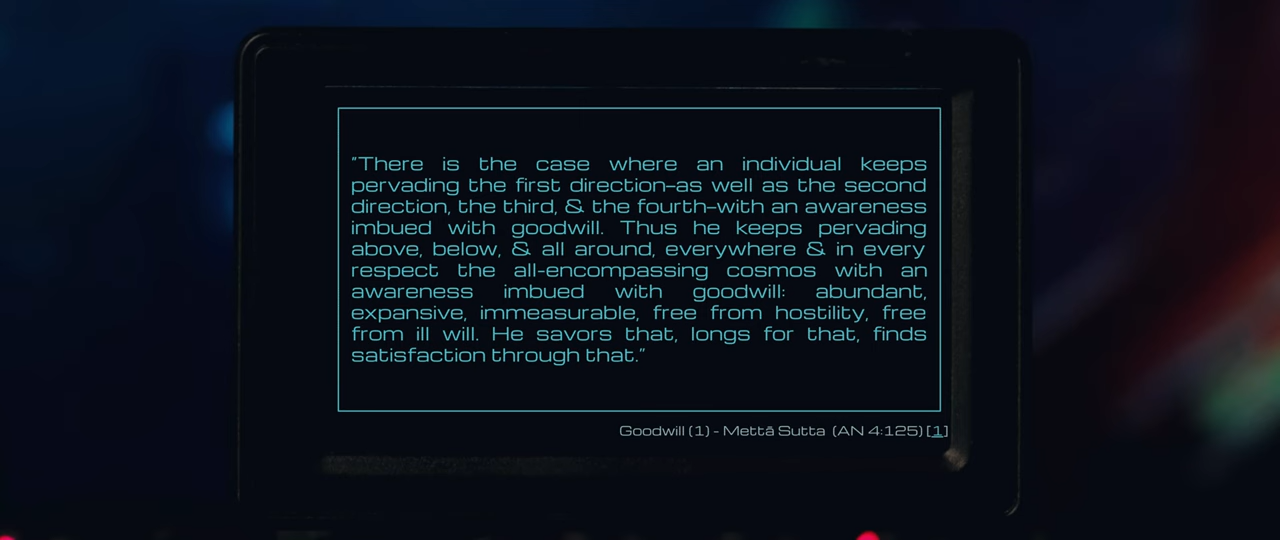 “There is the case where an individual keeps
pervading the first direction–as well as the second
direction, the third, & the fourth–with an awareness
imbued with goodwill. Thus he keeps pervading
above, below, & all around, everywhere & in every
respect the all-encompassing cosmos with an
awareness imbued with goodwill: abundant,
expansive, immeasurable, free from hostility, free
from ill will. He savors that, longs for that, finds
satisfaction through that.”
Goodwill (1) - Mettā Sutta (AN 4:125) [1]